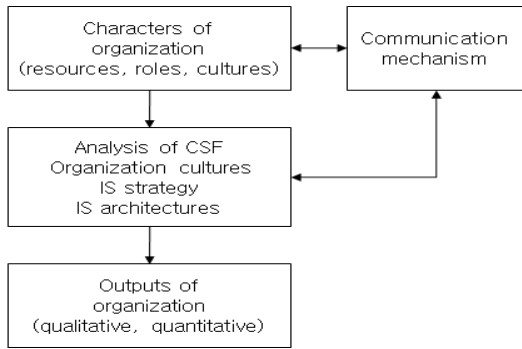 Characters of
organization
(resources, roles, cultures)
Communication
mechanism
Analysis of CSF
Organization cultures
IS strategy
IS architectures
Outputs of
organization
(qualitative, quantitative)